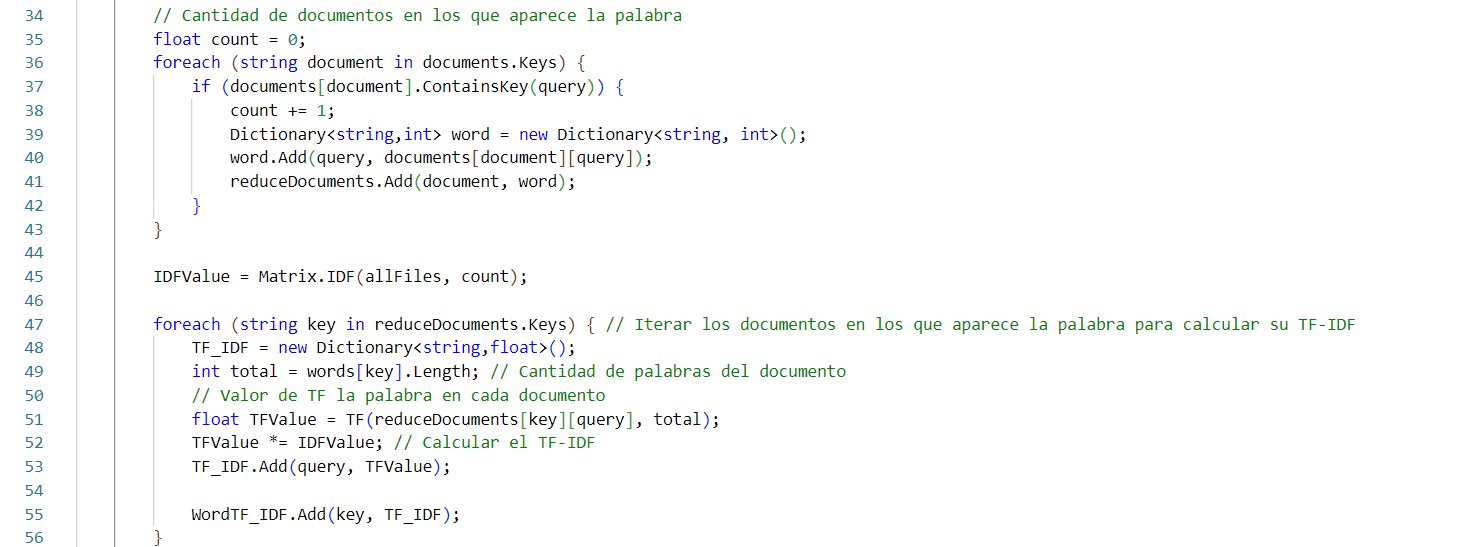 34 // Cantidad de documentos en los que aparece la palabra
35 float count = 0;
36 foreach (string document in documents.Keys) {
37 if (documents[document].ContainsKey(query)) {
38 count += 1;
39 Dictionary<string,int> word = new Dictionary<string, int>();
40 word.Add(query, documents[document][query]);
41 reduceDocuments.Add(document, word);
42 }
43 }
44
45 IDFValue = Matrix.IDF(allFiles, count);
46
47 foreach (string key in reduceDocuments.Keys) { // Iterar los documentos en los que aparece la palabra para calcular su TF-IDF
48 TF_IDF = new Dictionary<string,float>();
49 int total = words[key].Length; // Cantidad de palabras del documento
50 // Valor de TF la palabra en cada documento
51 float TFValue = TF(reduceDocuments[key][query], total);
52 TFValue *= IDFValue; // Calcular el TF-IDF
53 TF_IDF.Add(query, TFValue);
54
55 WordTF_IDF.Add(key, TF_IDF);
56 }